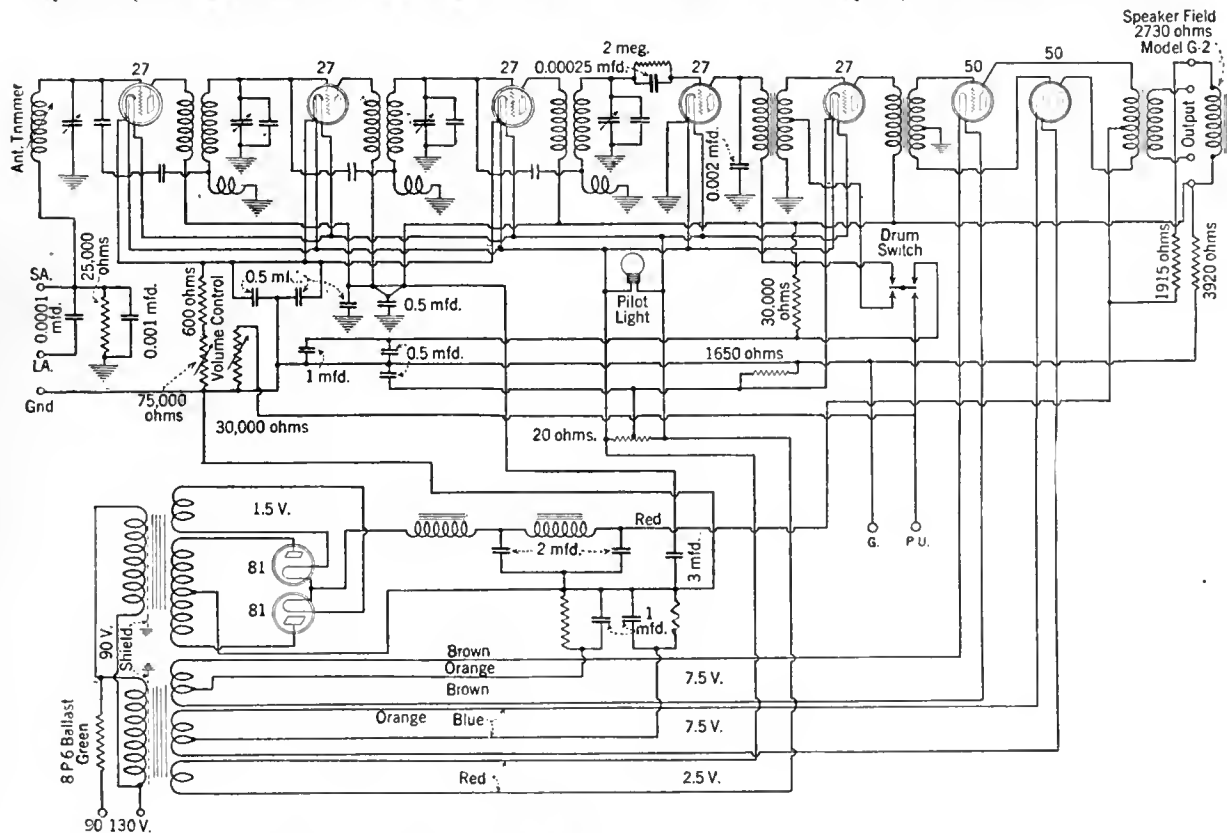 Speaker Field
2730 ohms
Model G-2
2 meg.
0.00025 mfd.
27
27
27
27
27
50
50
Ant. Trimmer
0.002 mfd.
Output
Drum
Switch
SA.
25,000
ohms
0.0001
mfd.
0.001 mfd.
LA.
Gnd
600 ohms
Volume Control
0.5 mf'd.
0.5 mfd.
Pilot
Light
30,000
ohms
1915 ohms
3920 ohms
1 mfd.
0.5 mfd.
1650 ohms
75,000
ohms
30,000 ohms
20 ohms.
1.5 V.
81
81
2 mfd.
Red
3 mfd.
G.
P U.
1
mfd.
90 V.
Shield
Brown
Orange
Brown
7.5 V.
Orange
Blue
7.5 V.
Red
2.5 V.
8 P 6 Ballast
Green
90 130 V.